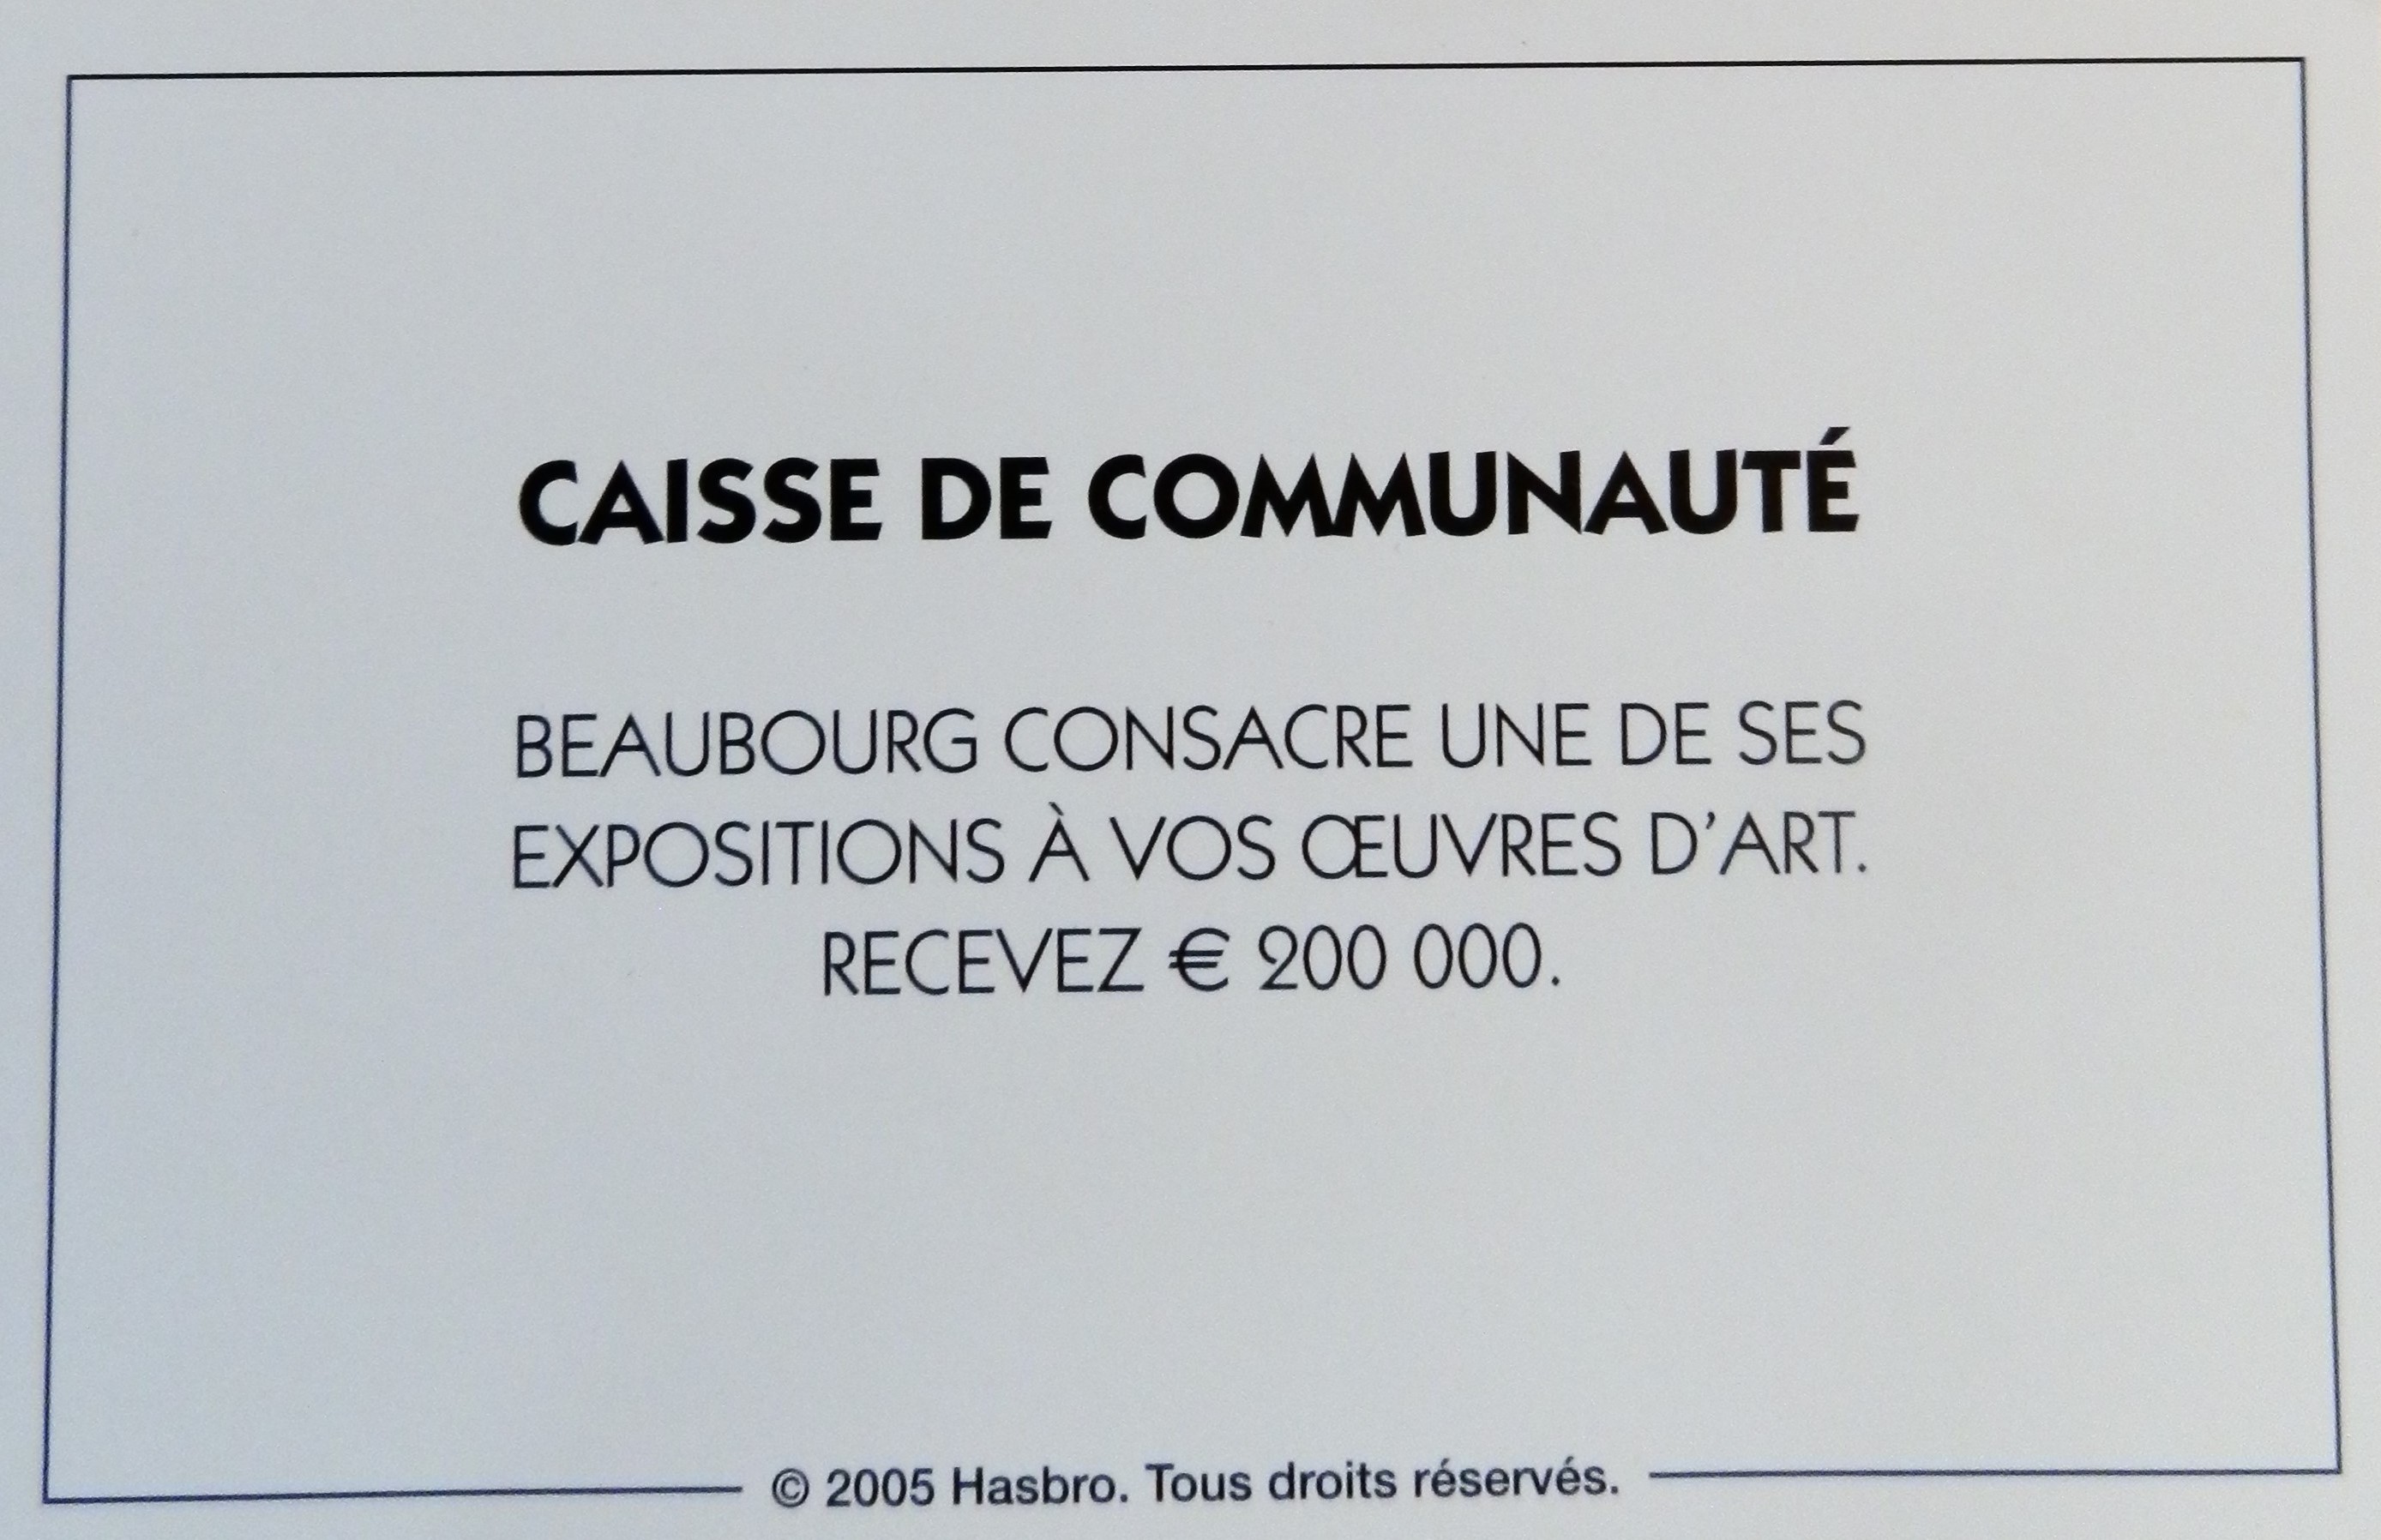 CAISSE DE COMMUNAUTÉ
BEAUBOURG CONSACRE UNE DE SES
EXPOSITIONS À VOS ŒUVRES D'ART.
RECEVEZ € 200 000.
© 2005 Hasbro. Tous droits réservés.